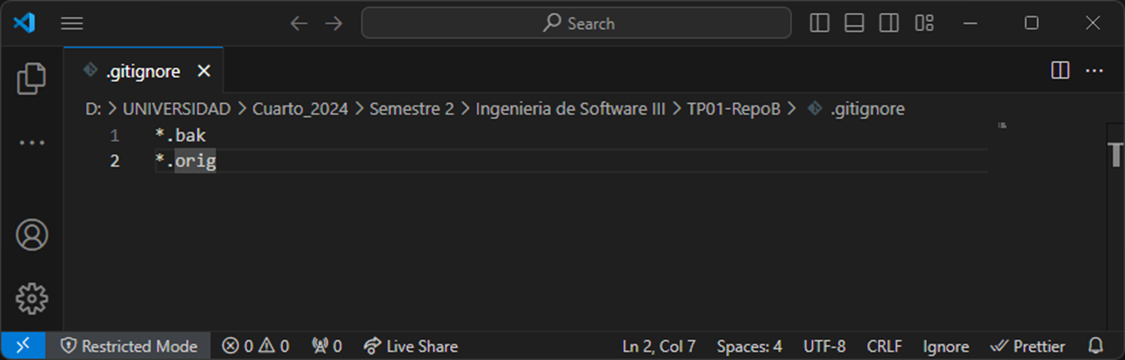 Search
.gitignore
D: > UNIVERSIDAD > Cuarto_2024 > Semestre 2 > Ingenieria de Software III > TP01-RepoB > .gitignore
1 *.bak
2 *.orig
Restricted Mode 0 0 0 Live Share Ln 2, Col 7 Spaces: 4 UTF-8 CRLF Ignore Prettier